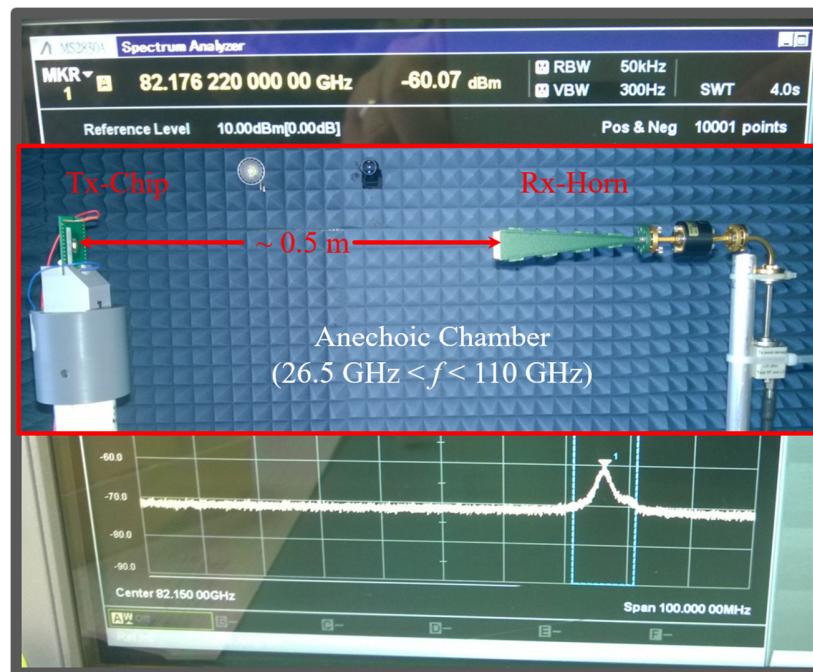 MS2830A Spectrum Analyzer
MKR 1 A 82.176 220 000 00 GHz -60.07 dBm
RBW 50kHz
VBW 300Hz
SWT 4.0s
Reference Level 10.00dBm[0.00dB] Pos & Neg 10001 points
Tx-Chip
Rx-Horn
~ 0.5 m
Anechoic Chamber
(26.5 GHz < f < 110 GHz)
-60.0
1
-70.0
-80.0
-90.0
Center 82.150 00GHz
Span 100.000 00MHz